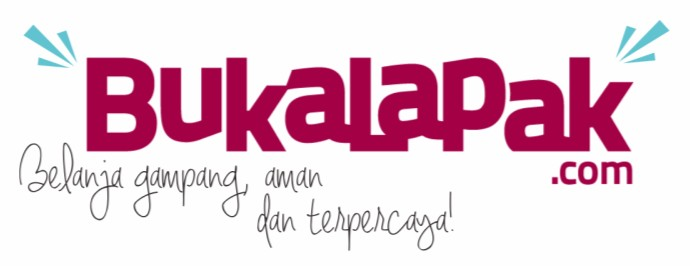 Bukalapak
.com
Belanja gampang, aman
dan terpercaya!